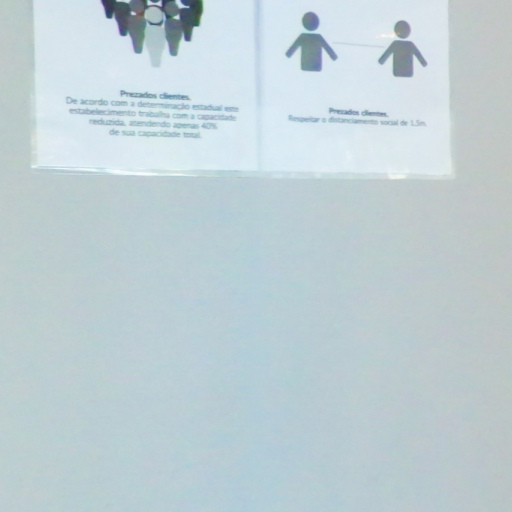 Prezados clientes,
De acordo com a determinação estadual este
estabelecimento trabalha com a capacidade
reduzida, atendendo apenas 40%
de sua capacidade total.
Prezados clientes,
Respeitar o distanciamento social de 1,5m.